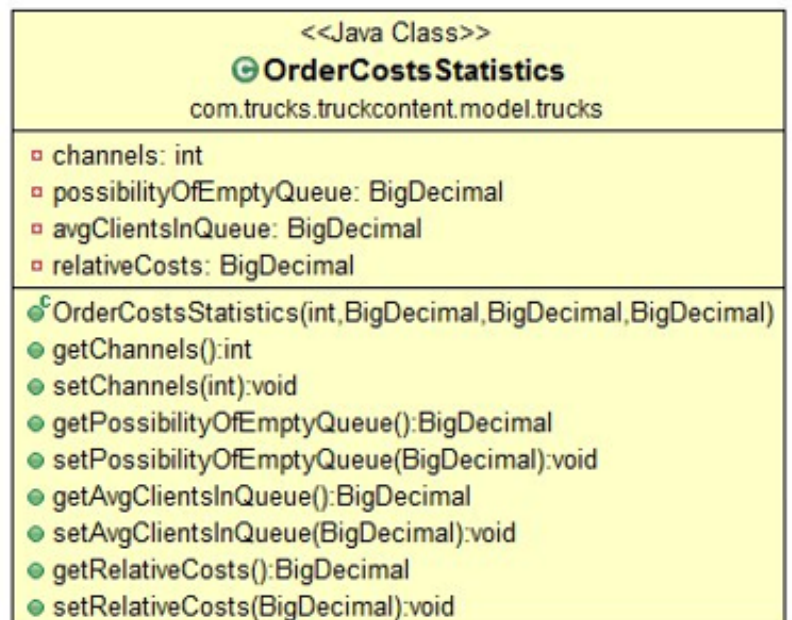 <<Java Class>>
OrderCostsStatistics
com.trucks.truckcontent.model.trucks
channels: int
possibilityOfEmptyQueue: BigDecimal
avgClientsInQueue: BigDecimal
relativeCosts: BigDecimal
OrderCostsStatistics(int,BigDecimal,BigDecimal,BigDecimal)
getChannels():int
setChannels(int):void
getPossibilityOfEmptyQueue():BigDecimal
setPossibilityOfEmptyQueue(BigDecimal):void
getAvgClientsInQueue():BigDecimal
setAvgClientsInQueue(BigDecimal):void
getRelativeCosts():BigDecimal
setRelativeCosts(BigDecimal):void